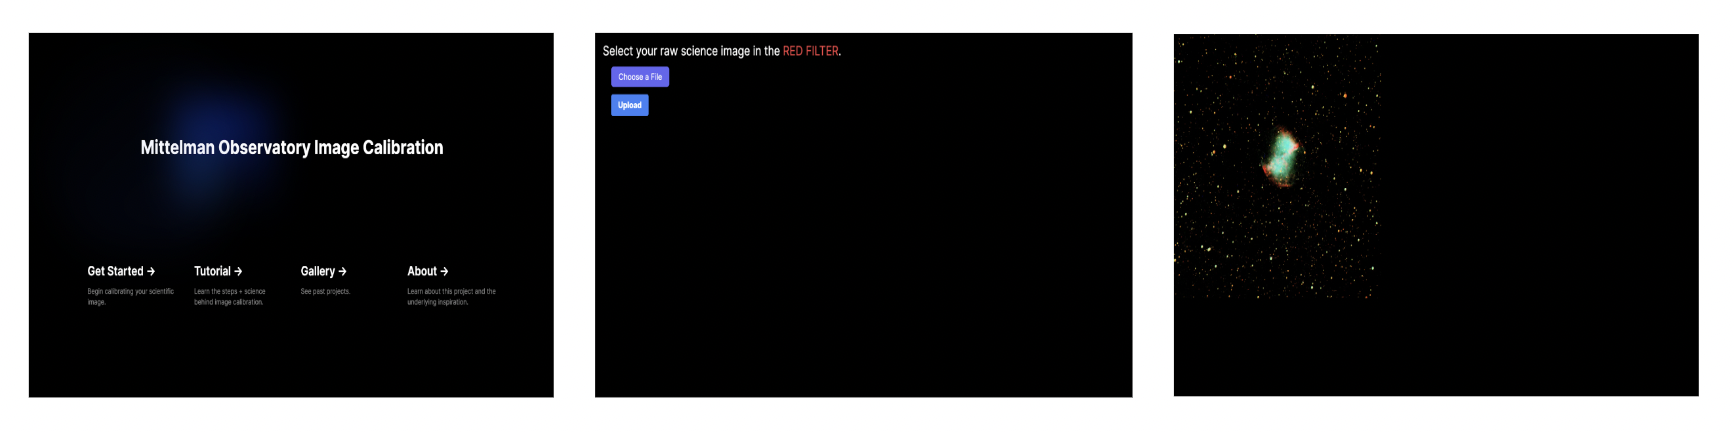 Mittelman Observatory Image Calibration
Get Started →
Begin calibrating your scientific
image.
Tutorial →
Learn the steps + science
behind image calibration.
Gallery →
See past projects.
About →
Learn about this project and the
underlying inspiration.
Select your raw science image in the RED FILTER.
Choose a File
Upload